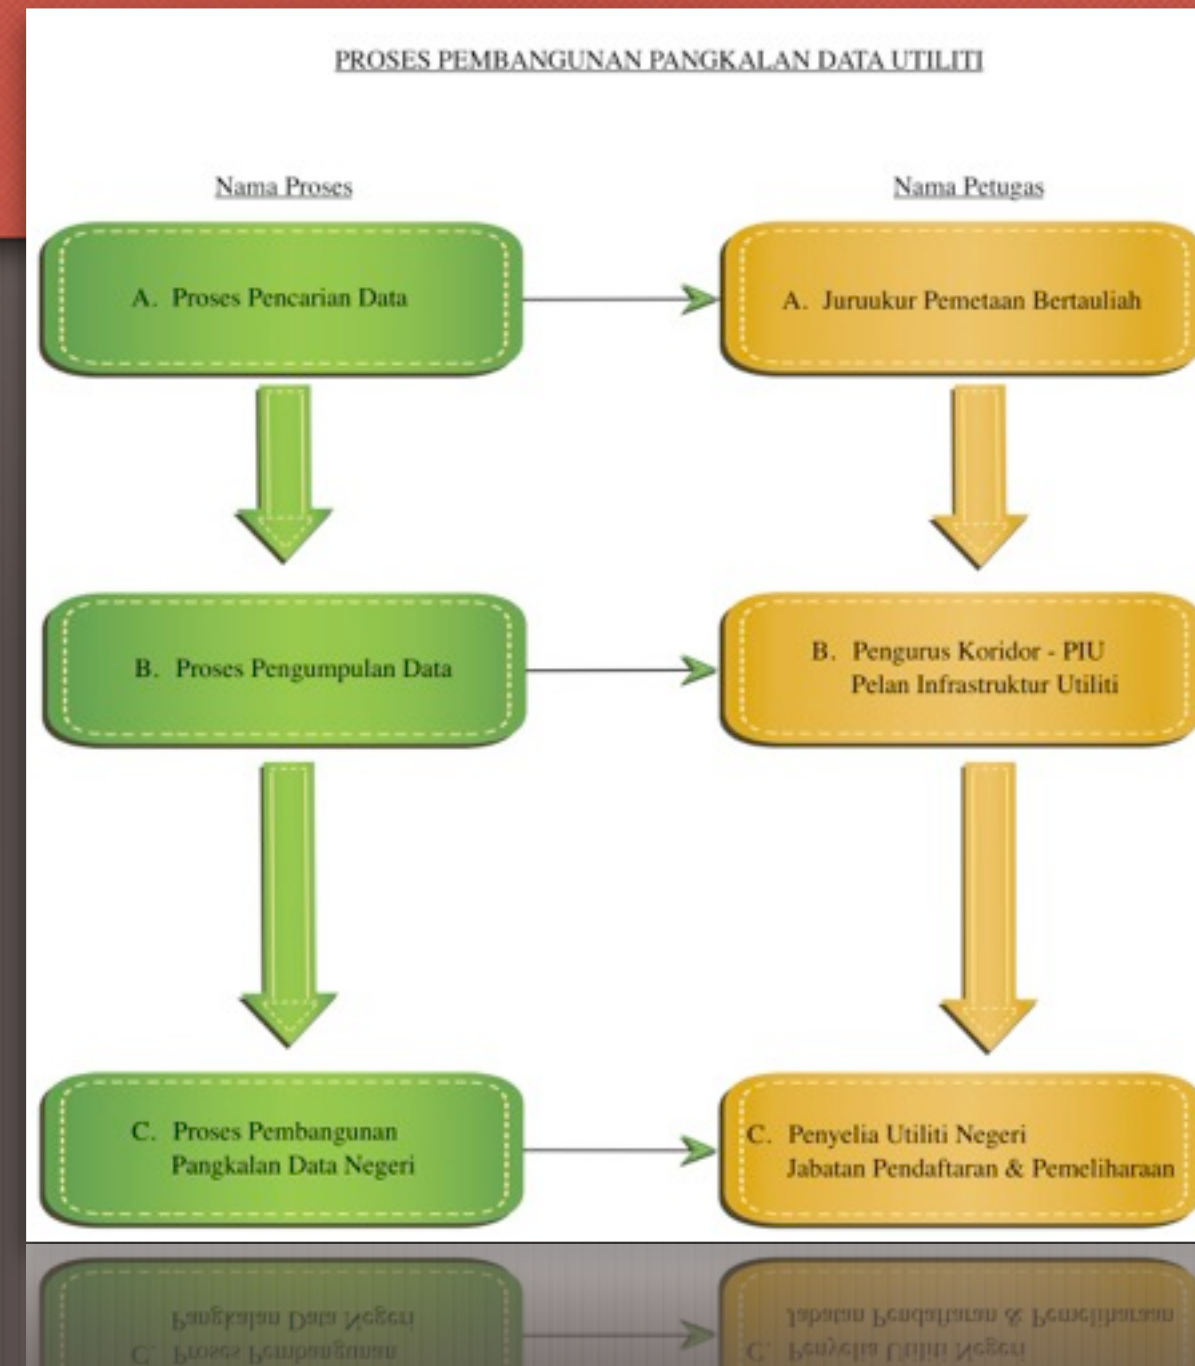 PROSES PEMBANGUNAN PANGKALAN DATA UTILITI
Nama Proses
Nama Petugas
A. Proses Pencarian Data
A. Juruukur Pemetaan Bertauliah
B. Proses Pengumpulan Data
B. Pengurus Koridor - PIU
Pelan Infrastruktur Utiliti
C. Proses Pembangunan
Pangkalan Data Negeri
C. Penyelia Utiliti Negeri
Jabatan Pendaftaran & Pemeliharaan